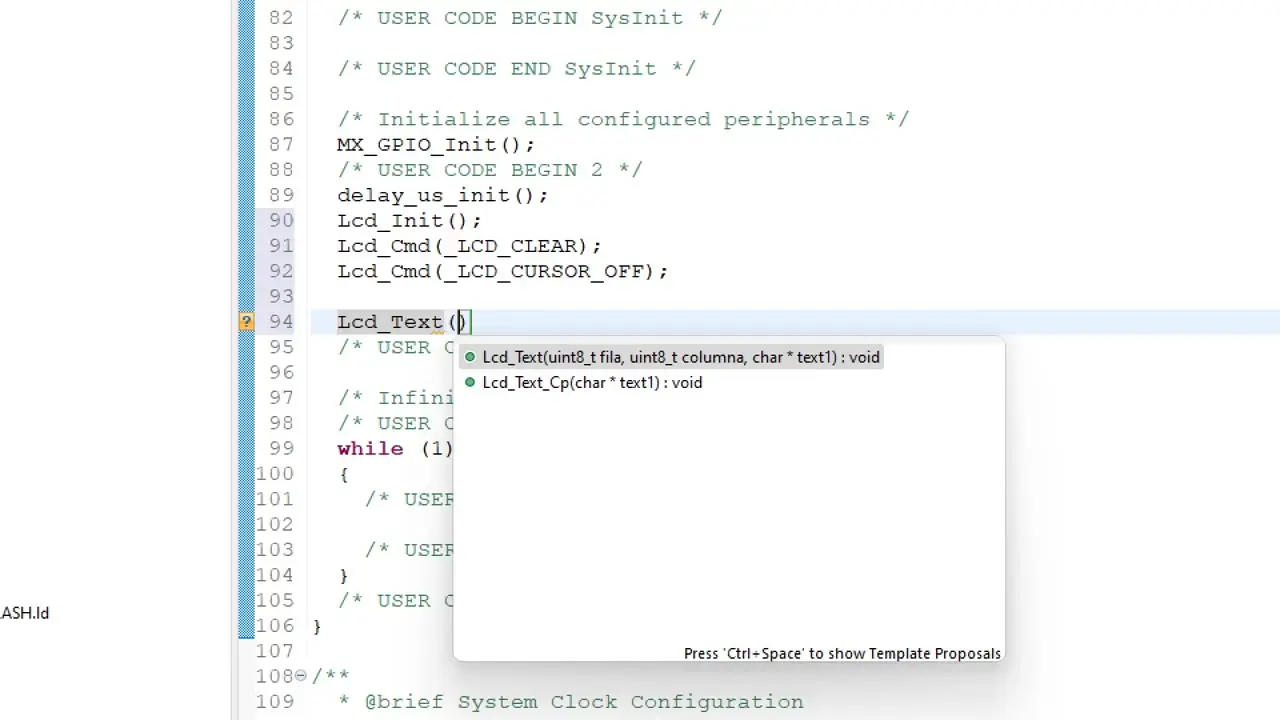 82 /* USER CODE BEGIN SysInit */
83
84 /* USER CODE END SysInit */
85
86 /* Initialize all configured peripherals */
87 MX_GPIO_Init();
88 /* USER CODE BEGIN 2 */
89 delay_us_init();
90 Lcd_Init();
91 Lcd_Cmd(_LCD_CLEAR);
92 Lcd_Cmd(_LCD_CURSOR_OFF);
93
94 Lcd_Text()
95 /* USER C
Lcd_Text(uint8_t fila, uint8_t columna, char * text1) : void
Lcd_Text_Cp(char * text1) : void
96
97 /* Infini
98 /* USER C
99 while (1)
100 {
101 /* USER
102
103 /* USER
104 }
105 /* USER C
ASH.ld
106 }
107
Press 'Ctrl+Space' to show Template Proposals
108 /**
109 * @brief System Clock Configuration